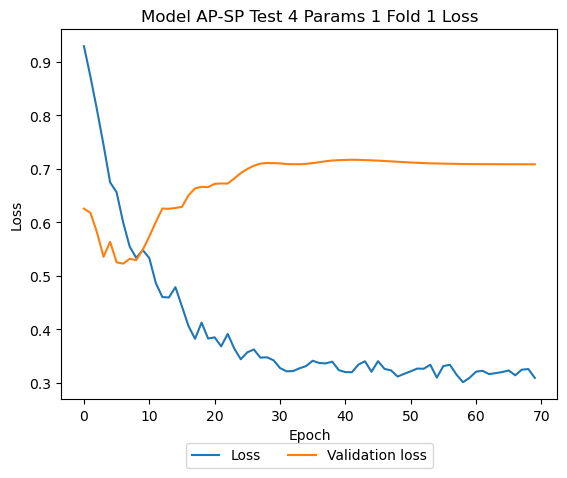 Model AP-SP Test 4 Params 1 Fold 1 Loss
0.9
0.8
0.7
0.6
0.5
0.4
0.3
Loss
0 10 20 30 40 50 60 70
Epoch
Loss Validation loss